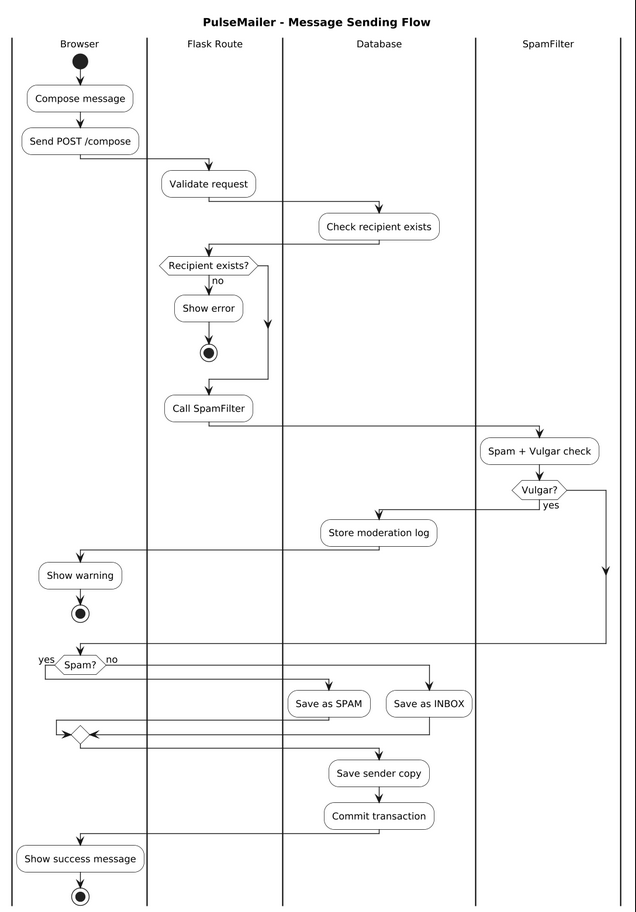 PulseMailer - Message Sending Flow
Browser
Flask Route
Database
SpamFilter
Compose message
Send POST /compose
Validate request
Check recipient exists
Recipient exists?
no
Show error
Call SpamFilter
Spam + Vulgar check
Vulgar?
yes
Store moderation log
Show warning
yes
Spam?
no
Save as SPAM
Save as INBOX
Save sender copy
Commit transaction
Show success message